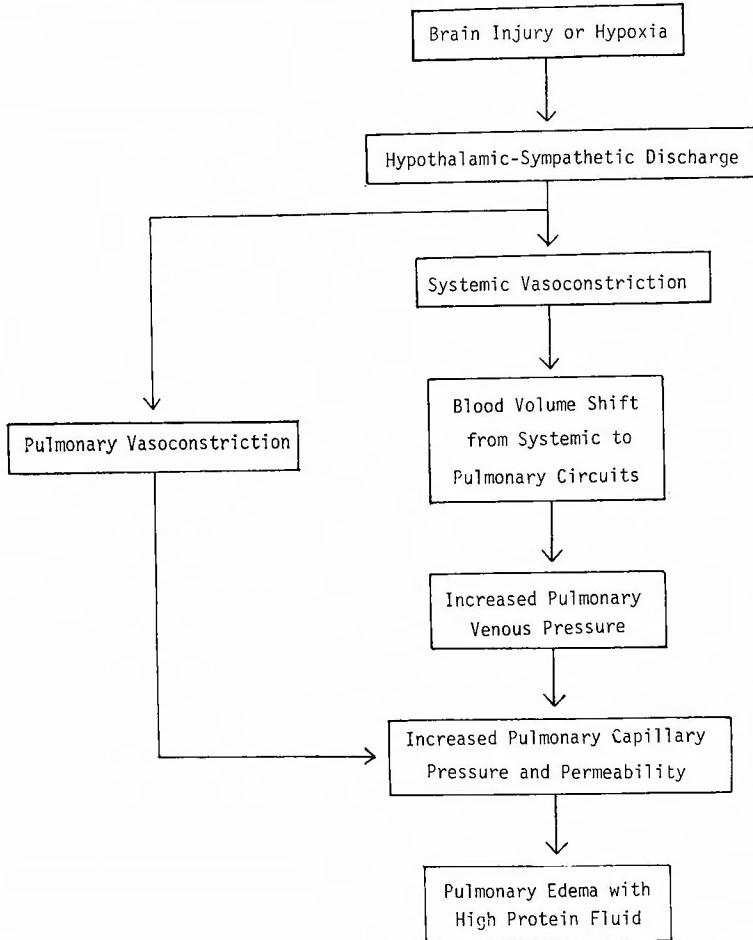 Brain Injury or Hypoxia
Hypothalamic-Sympathetic Discharge
Systemic Vasoconstriction
Blood Volume Shift
from Systemic to
Pulmonary Circuits
Pulmonary Vasoconstriction
Increased Pulmonary
Venous Pressure
Increased Pulmonary Capillary
Pressure and Permeability
Pulmonary Edema with
High Protein Fluid